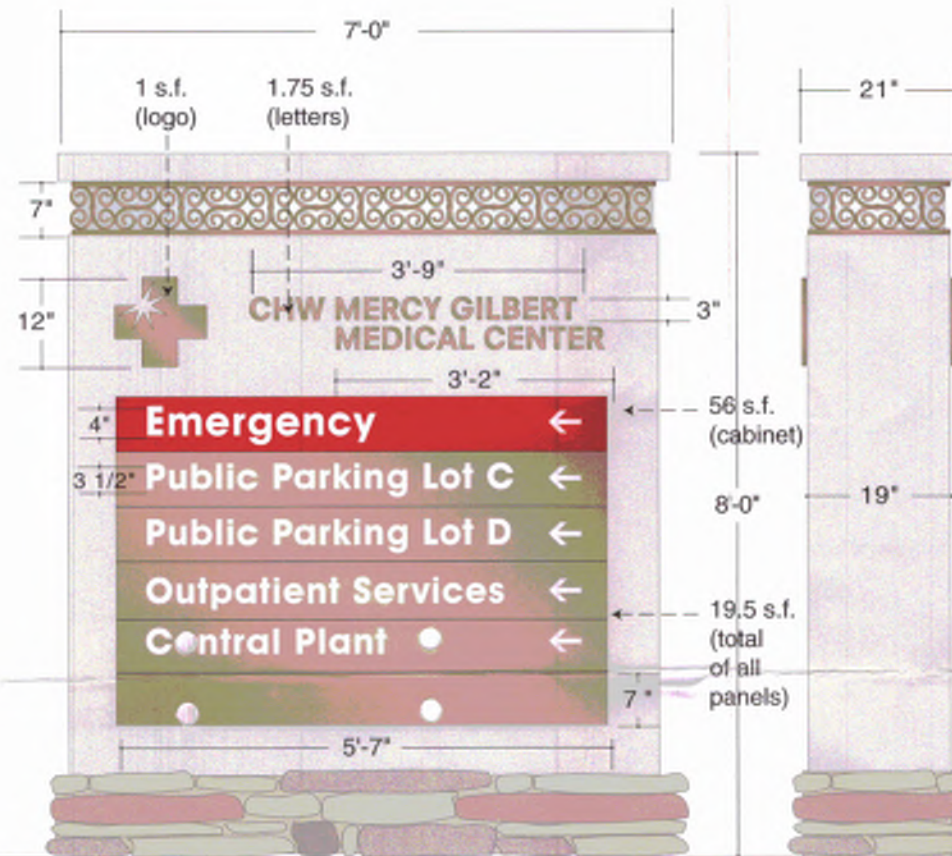 7'-0"
1 s.f.
(logo)
1.75 s.f.
(letters)
21"
7"
3'-9"
12"
CHW MERCY GILBERT
MEDICAL CENTER
3"
3'-2"
Emergency
4"
56 s.f.
(cabinet)
Public Parking Lot C
3 1/2"
8'-0"
19"
Public Parking Lot D
Outpatient Services
19.5 s.f.
(total
of all
panels)
Central Plant
7"
5'-7"